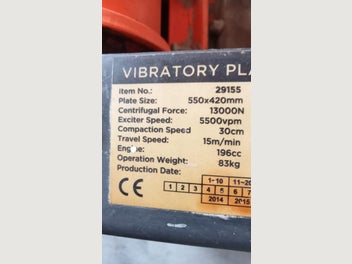 VIBRATORY PLA
Item No.: 29155
Plate Size: 550x420mm
Centrifugal Force: 13000N
Exciter Speed: 5500vpm
Compaction Speed 30cm
Travel Speed: 15m/min
Engine: 196cc
Operation Weight: 83kg
Production Date:
1-10 11-20
CE 1 2 3 4 5 6 7
2014 2015